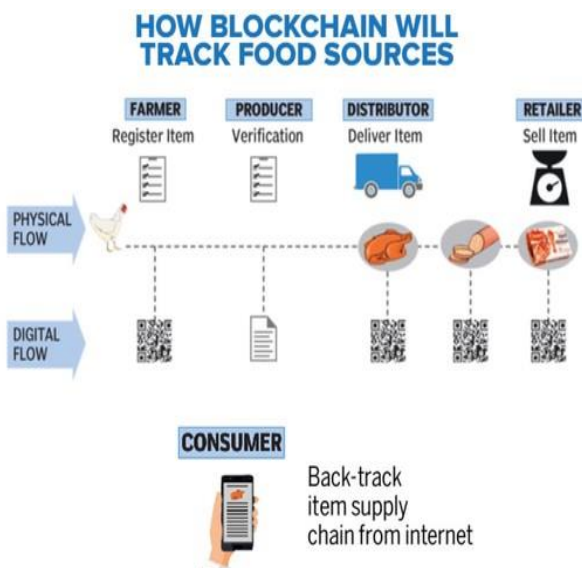 HOW BLOCKCHAIN WILL
TRACK FOOD SOURCES
FARMER
PRODUCER
DISTRIBUTOR
RETAILER
Register Item
Verification
Deliver Item
Sell Item
PHYSICAL
FLOW
DIGITAL
FLOW
CONSUMER
Back-track
item supply
chain from internet